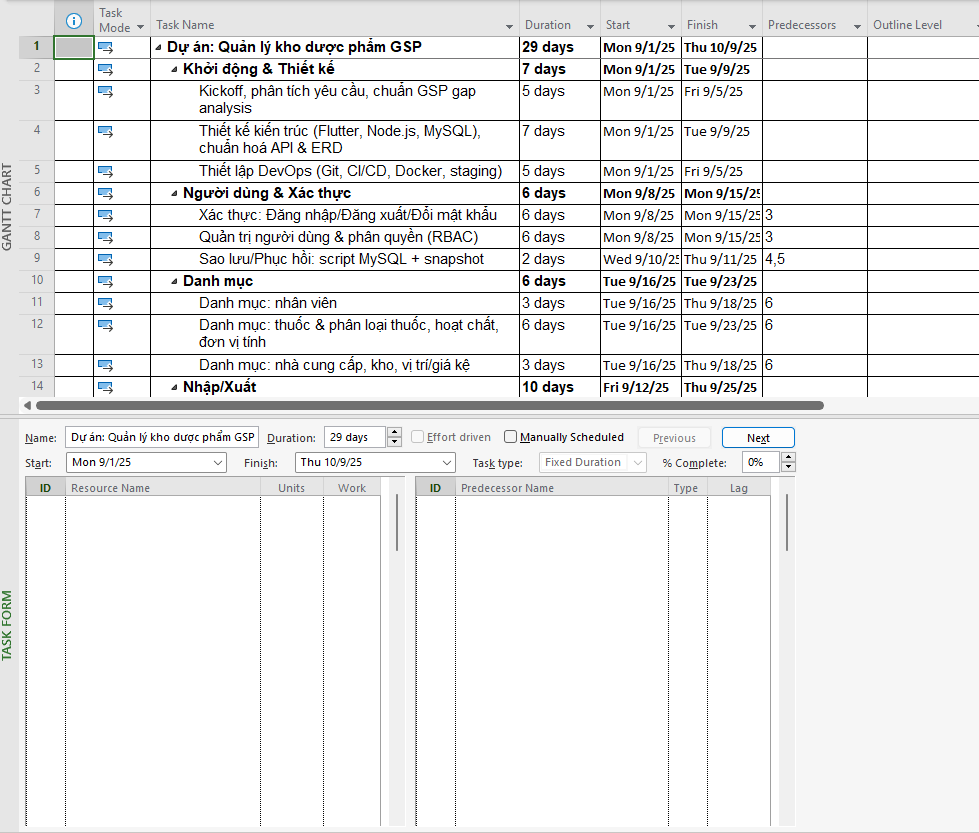 Task Mode Task Name Duration Start Finish Predecessors Outline Level
1 Dự án: Quản lý kho dược phẩm GSP 29 days Mon 9/1/25 Thu 10/9/25
2 Khởi động & Thiết kế 7 days Mon 9/1/25 Tue 9/9/25
3 Kickoff, phân tích yêu cầu, chuẩn GSP gap 5 days Mon 9/1/25 Fri 9/5/25
analysis
4 Thiết kế kiến trúc (Flutter, Node.js, MySQL), 7 days Mon 9/1/25 Tue 9/9/25
chuẩn hoá API & ERD
5 Thiết lập DevOps (Git, CI/CD, Docker, staging) 5 days Mon 9/1/25 Fri 9/5/25
6 Người dùng & Xác thực 6 days Mon 9/8/25 Mon 9/15/25
7 Xác thực: Đăng nhập/Đăng xuất/Đổi mật khẩu 6 days Mon 9/8/25 Mon 9/15/25 3
8 Quản trị người dùng & phân quyền (RBAC) 6 days Mon 9/8/25 Mon 9/15/25 3
9 Sao lưu/Phục hồi: script MySQL + snapshot 2 days Wed 9/10/25 Thu 9/11/25 4,5
10 Danh mục 6 days Tue 9/16/25 Tue 9/23/25
11 Danh mục: nhân viên 3 days Tue 9/16/25 Thu 9/18/25 6
12 Danh mục: thuốc & phân loại thuốc, hoạt chất, 6 days Tue 9/16/25 Tue 9/23/25 6
đơn vị tính
13 Danh mục: nhà cung cấp, kho, vị trí/giá kệ 3 days Tue 9/16/25 Thu 9/18/25 6
14 Nhập/Xuất 10 days Fri 9/12/25 Thu 9/25/25
GANTT CHART
Name: Dự án: Quản lý kho dược phẩm GSP Duration: 29 days Effort driven Manually Scheduled Previous Next
Start: Mon 9/1/25 Finish: Thu 10/9/25 Task type: Fixed Duration % Complete: 0%
ID Resource Name Units Work ID Predecessor Name Type Lag
TASK FORM